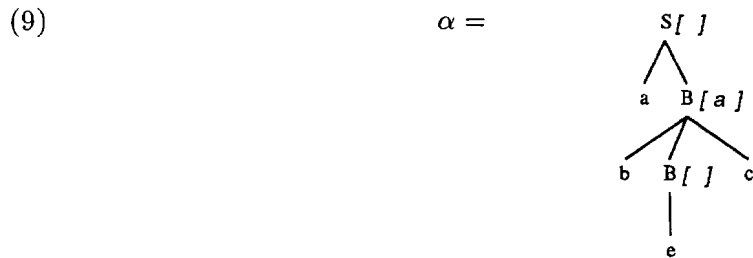 (9) α = S[ ]
a B[a]
b B[ ] c
e